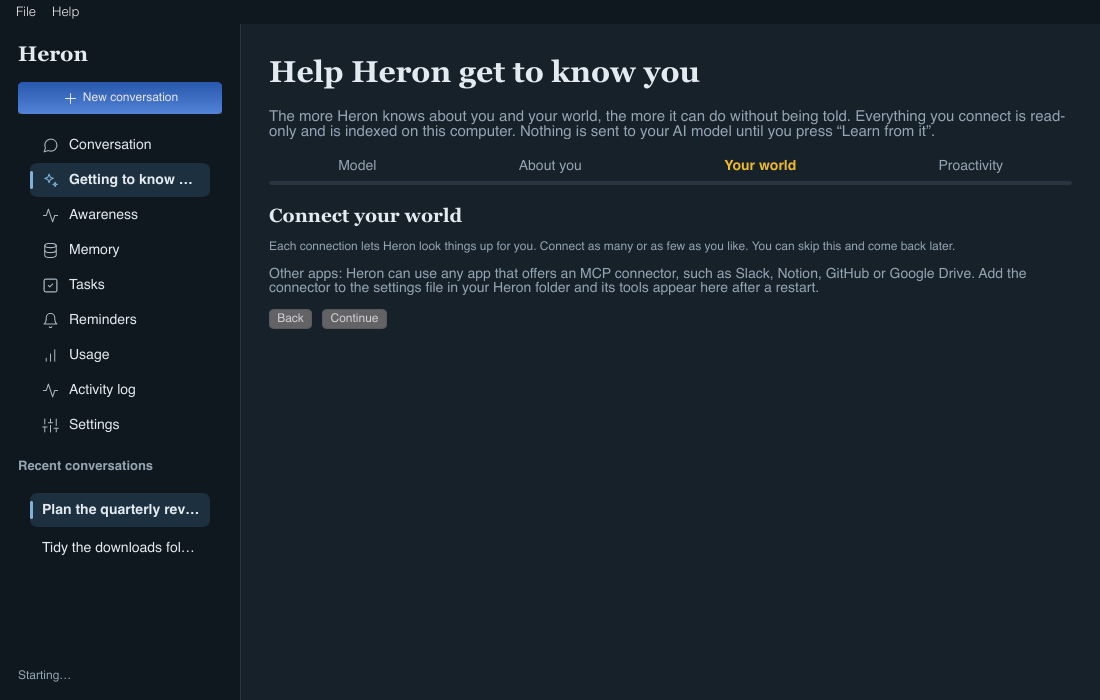 File Help
Heron
New conversation
Conversation
Getting to know ...
Awareness
Memory
Tasks
Reminders
Usage
Activity log
Settings
Recent conversations
Plan the quarterly rev...
Tidy the downloads fol...
Starting...
Help Heron get to know you
The more Heron knows about you and your world, the more it can do without being told. Everything you connect is read-
only and is indexed on this computer. Nothing is sent to your AI model until you press “Learn from it”.
Model About you Your world Proactivity
Connect your world
Each connection lets Heron look things up for you. Connect as many or as few as you like. You can skip this and come back later.
Other apps: Heron can use any app that offers an MCP connector, such as Slack, Notion, GitHub or Google Drive. Add the
connector to the settings file in your Heron folder and its tools appear here after a restart.
Back Continue